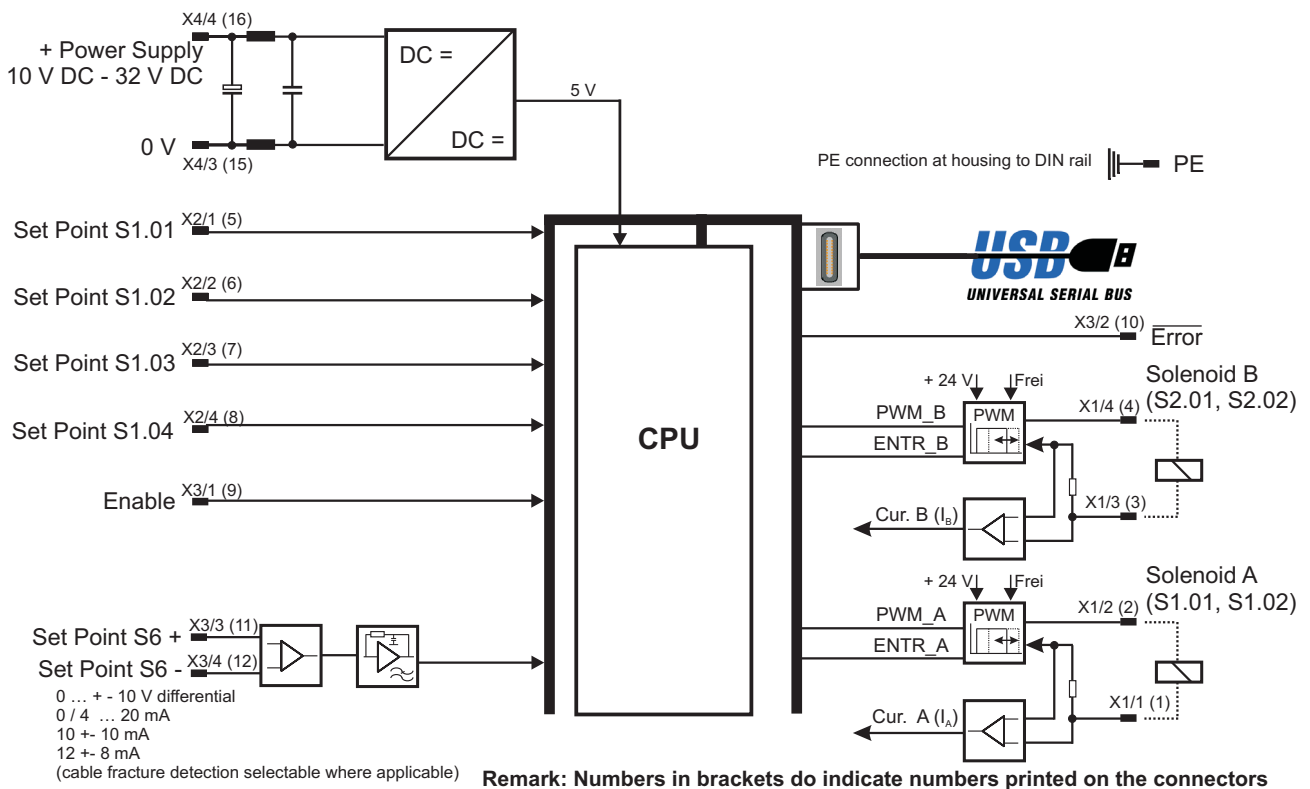 X4/4 (16)
+ Power Supply
10 V DC - 32 V DC
0 V
X4/3 (15)
DC =
DC =
5 V
PE connection at housing to DIN rail
PE
Set Point S1.01
X2/1 (5)
Set Point S1.02
X2/2 (6)
Set Point S1.03
X2/3 (7)
Set Point S1.04
X2/4 (8)
Enable
X3/1 (9)
CPU
USB
UNIVERSAL SERIAL BUS
X3/2 (10)
Error
Solenoid B
(S2.01, S2.02)
+ 24 V
Frei
PWM_B
ENTR_B
PWM
X1/4 (4)
X1/3 (3)
Cur. B (I_B)
Solenoid A
(S1.01, S1.02)
+ 24 V
Frei
PWM_A
ENTR_A
PWM
X1/2 (2)
X1/1 (1)
Cur. A (I_A)
Set Point S6 +
X3/3 (11)
Set Point S6 -
X3/4 (12)
0 ... + - 10 V differential
0 / 4 ... 20 mA
10 +- 10 mA
12 +- 8 mA
(cable fracture detection selectable where applicable)
Remark: Numbers in brackets do indicate numbers printed on the connectors